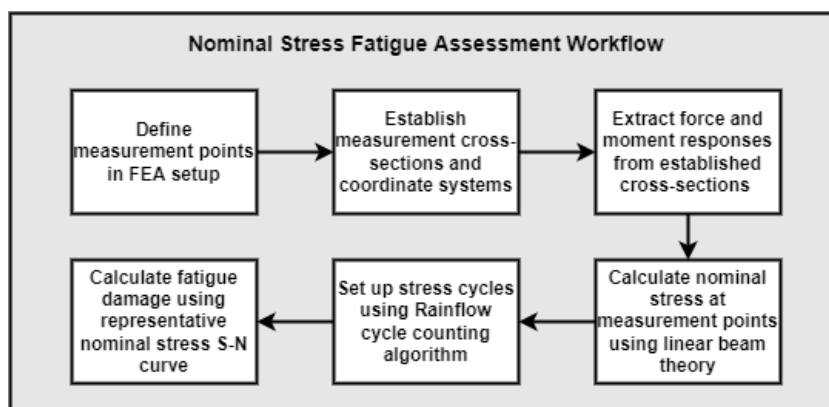 Nominal Stress Fatigue Assessment Workflow
Define
measurement points
in FEA setup
Establish
measurement cross-
sections and
coordinate systems
Extract force and
moment responses
from established
cross-sections
Calculate nominal
stress at
measurement points
using linear beam
theory
Set up stress cycles
using Rainflow
cycle counting
algorithm
Calculate fatigue
damage using
representative
nominal stress S-N
curve